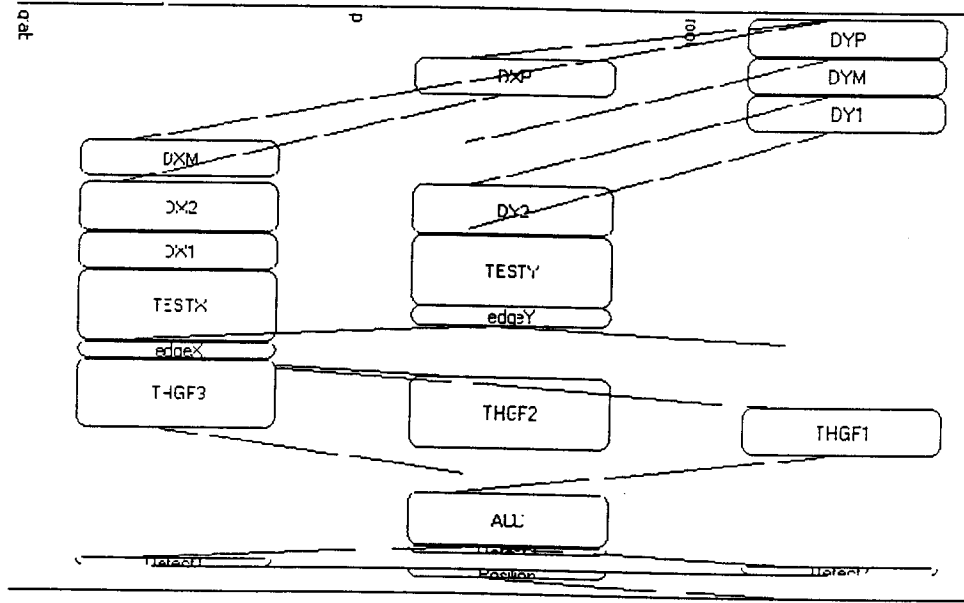 p
DYP
DXP
DYM
DY1
DXM
DX2
DY2
DX1
TESTY
TESTX
edgeY
edgeX
THGF3
THGF2
THGF1
ALL
Position